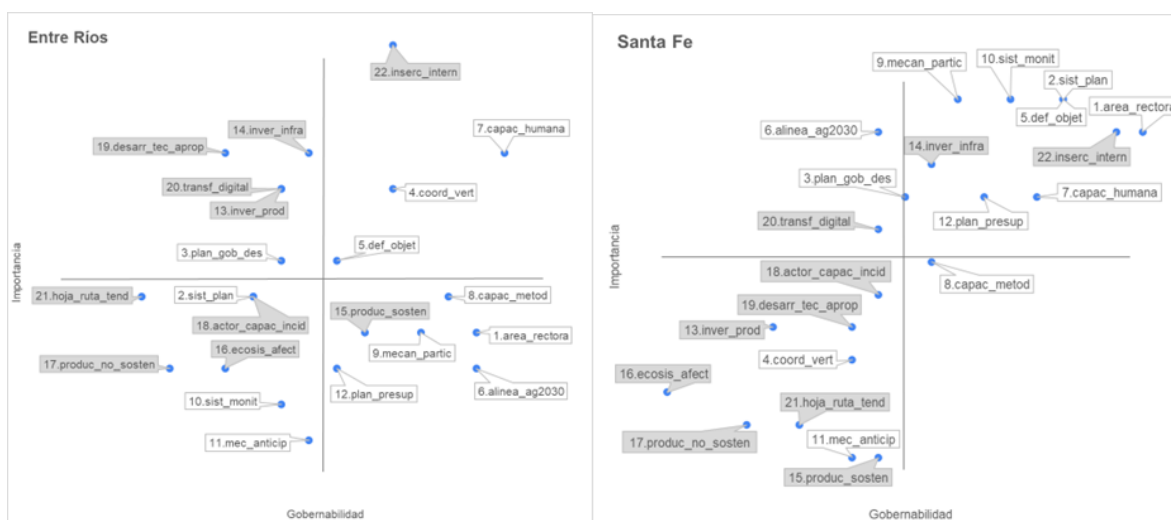 Entre Ríos
22.inserc_intern
14.inver_infra
7.capac_humana
19.desarr_tec_aprop
20.transf_digital
4.coord_vert
13.inver_prod
3.plan_gob_des
5.def_objet
21.hoja_ruta_tend
2.sist_plan
8.capac_metod
15.produc_sosten
18.actor_capac_incid
1.area_rectora
16.ecosis_afect
9.mecan_partic
17.produc_no_sosten
12.plan_presup
6.alinea_ag2030
10.sist_monit
11.mec_anticip
Importancia
Gobernabilidad
Santa Fe
9.mecan_partic
10.sist_monit
2.sist_plan
1.area_rectora
5.def_objet
6.alinea_ag2030
14.inver_infra
22.inserc_intern
3.plan_gob_des
7.capac_humana
12.plan_presup
20.transf_digital
18.actor_capac_incid
8.capac_metod
19.desarr_tec_aprop
13.inver_prod
4.coord_vert
16.ecosis_afect
21.hoja_ruta_tend
17.produc_no_sosten
11.mec_anticip
15.produc_sosten
Importancia
Gobernabilidad